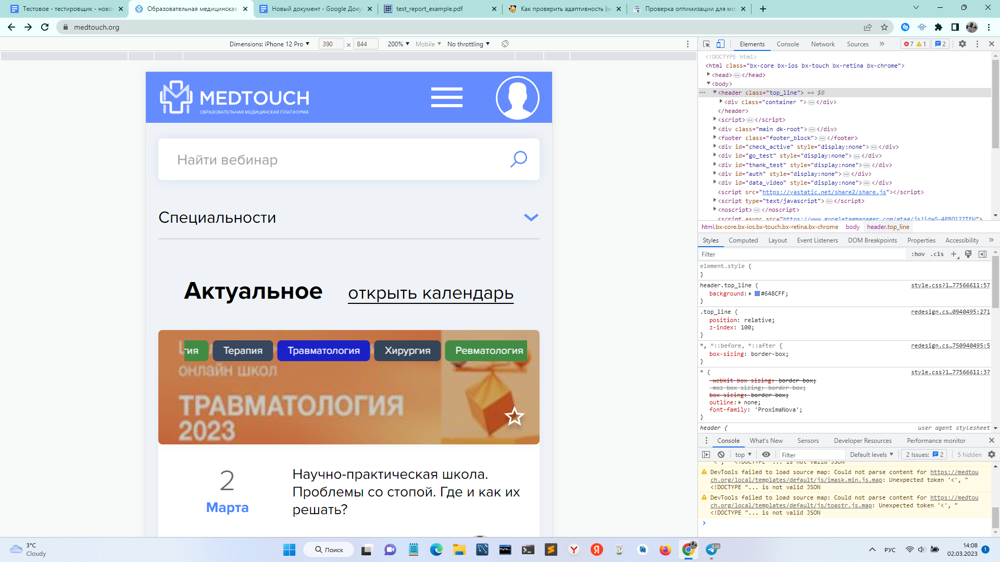 Тестовое - тестировщик - ново
Образовательная медицинская
Новый документ - Google Доку
test_report_example.pdf
Как проверить адаптивность (м
Проверка оптимизации для мо
medtouch.org
Dimensions: iPhone 12 Pro
390 × 844
200%
Mobile
No throttling
MEDTOUCH
ОБРАЗОВАТЕЛЬНАЯ МЕДИЦИНСКАЯ ПЛАТФОРМА
Найти вебинар
Специальности
Актуальное
открыть календарь
гия
Терапия
Травматология
Хирургия
Ревматология
онлайн школ
ТРАВМАТОЛОГИЯ
2023
2
Марта
Научно-практическая школа.
Проблемы со стопой. Где и как их
решать?
Elements
Console
Network
Sources
7
1
2
<!DOCTYPE html>
<html class="bx-core bx-ios bx-touch bx-retina bx-chrome">
<head> … </head>
<body>
<header class="top_line"> == $0
<div class="container "> … </div>
</header>
<script> … </script>
<div class="main dk-root"> … </div>
<footer class="footer_block"> … </footer>
<div id="check_active" style="display:none"> … </div>
<div id="go_test" style="display:none"> … </div>
<div id="thank_test" style="display:none"> … </div>
<div id="auth" style="display:none"> … </div>
<div id="data_video" style="display:none"> … </div>
<script src="https://yastatic.net/share2/share.js"></script>
<script type="text/javascript"> … </script>
<noscript> … </noscript>
<script async src="https://www.googletagmanager.com/gtag/js?id=G-4PBQ127TFW">
html.bx-core.bx-ios.bx-touch.bx-retina.bx-chrome
body
header.top_line
Styles
Computed
Layout
Event Listeners
DOM Breakpoints
Properties
Accessibility
Filter
:hov
.cls
element.style {
}
header.top_line {
style.css?1…77566611:57
background: #648CFF;
}
.top_line {
redesign.cs…0940495:271
position: relative;
z-index: 100;
}
*, *::before, *::after {
redesign.cs…750940495:5
box-sizing: border-box;
}
* {
style.css?1…77566611:37
-webkit-box-sizing: border-box;
-moz-box-sizing: border-box;
box-sizing: border-box;
outline: none;
font-family: 'ProximaNova';
}
header {
user agent stylesheet
Console
What's New
Sensors
Developer Resources
Performance monitor
top
Filter
Default levels
2 Issues:
2
5 hidden
'<', "<!DOCTYPE "... is not valid JSON
DevTools failed to load source map: Could not parse content for https://medtou
ch.org/local/templates/default/js/imask.min.js.map: Unexpected token '<', "
<!DOCTYPE "... is not valid JSON
DevTools failed to load source map: Could not parse content for https://medtou
ch.org/local/templates/default/js/toastr.js.map: Unexpected token '<', "
<!DOCTYPE "... is not valid JSON
3°C
Cloudy
Поиск
626
РУС
14:08
02.03.2023
1